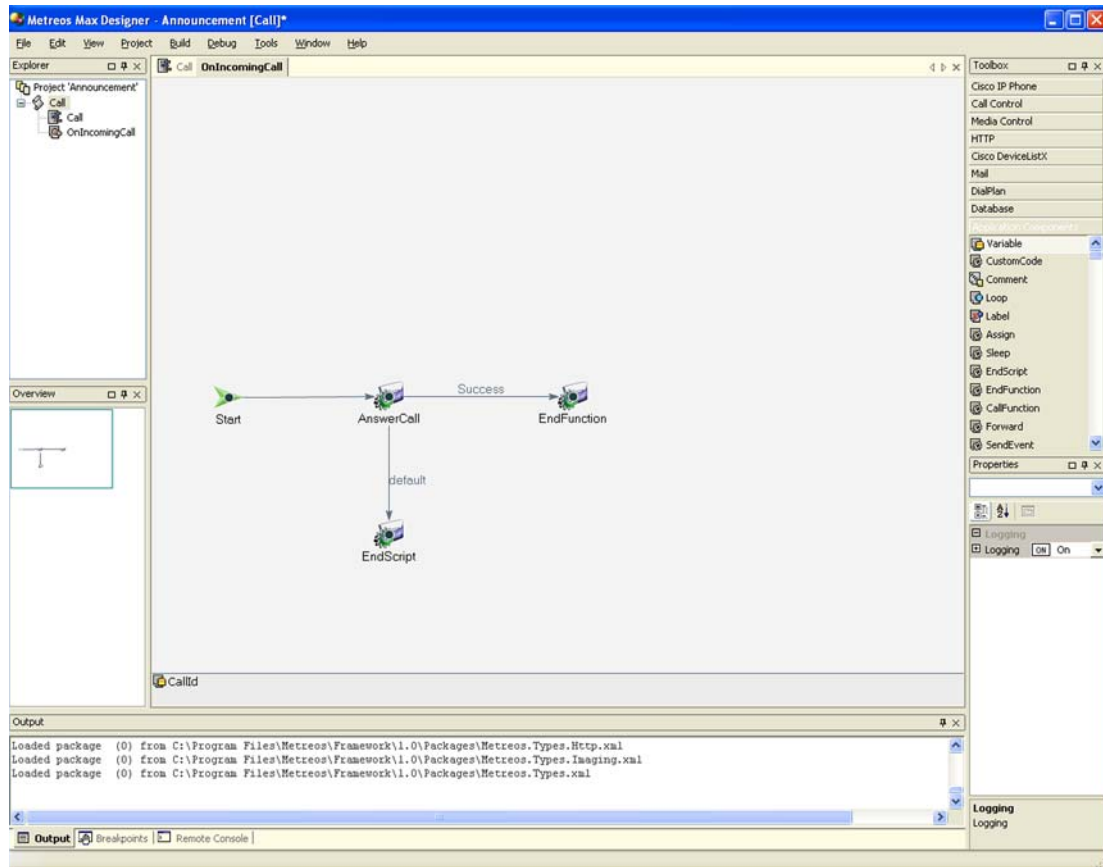 Metreos Max Designer - Announcement [Call]*
File Edit View Project Build Debug Tools Window Help
Explorer
Project 'Announcement'
Call
Call
OnIncomingCall
Overview
Call OnIncomingCall
Start
AnswerCall
Success
EndFunction
default
EndScript
CallId
Toolbox
Cisco IP Phone
Call Control
Media Control
HTTP
Cisco DeviceListX
Mail
DialPlan
Database
Application Components
Variable
CustomCode
Comment
Loop
Label
Assign
Sleep
EndScript
EndFunction
CallFunction
Forward
SendEvent
Properties
Logging
Logging ON On
Logging
Logging
Output
Loaded package (0) from C:\Program Files\Metreos\Framework\1.0\Packages\Metreos.Types.Http.xml
Loaded package (0) from C:\Program Files\Metreos\Framework\1.0\Packages\Metreos.Types.Imaging.xml
Loaded package (0) from C:\Program Files\Metreos\Framework\1.0\Packages\Metreos.Types.xml
Output Breakpoints Remote Console